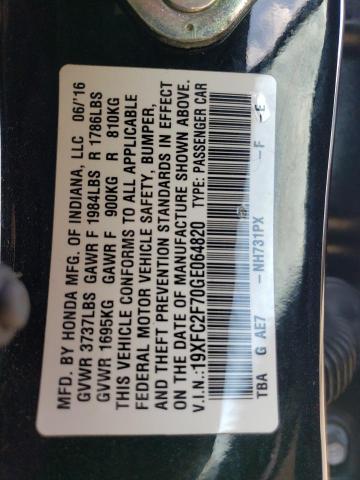 MFD. BY HONDA MFG. OF INDIANA, LLC 06/'16
GVWR 3737LBS GAWR F 1984LBS R 1786LBS
GVWR 1695KG GAWR F 900KG R 810KG
THIS VEHICLE CONFORMS TO ALL APPLICABLE
FEDERAL MOTOR VEHICLE SAFETY, BUMPER,
AND THEFT PREVENTION STANDARDS IN EFFECT
ON THE DATE OF MANUFACTURE SHOWN ABOVE.
V.I.N.:19XFC2F70GE064820 TYPE: PASSENGER CAR
TBA G AE7 -NH731PX -F -E